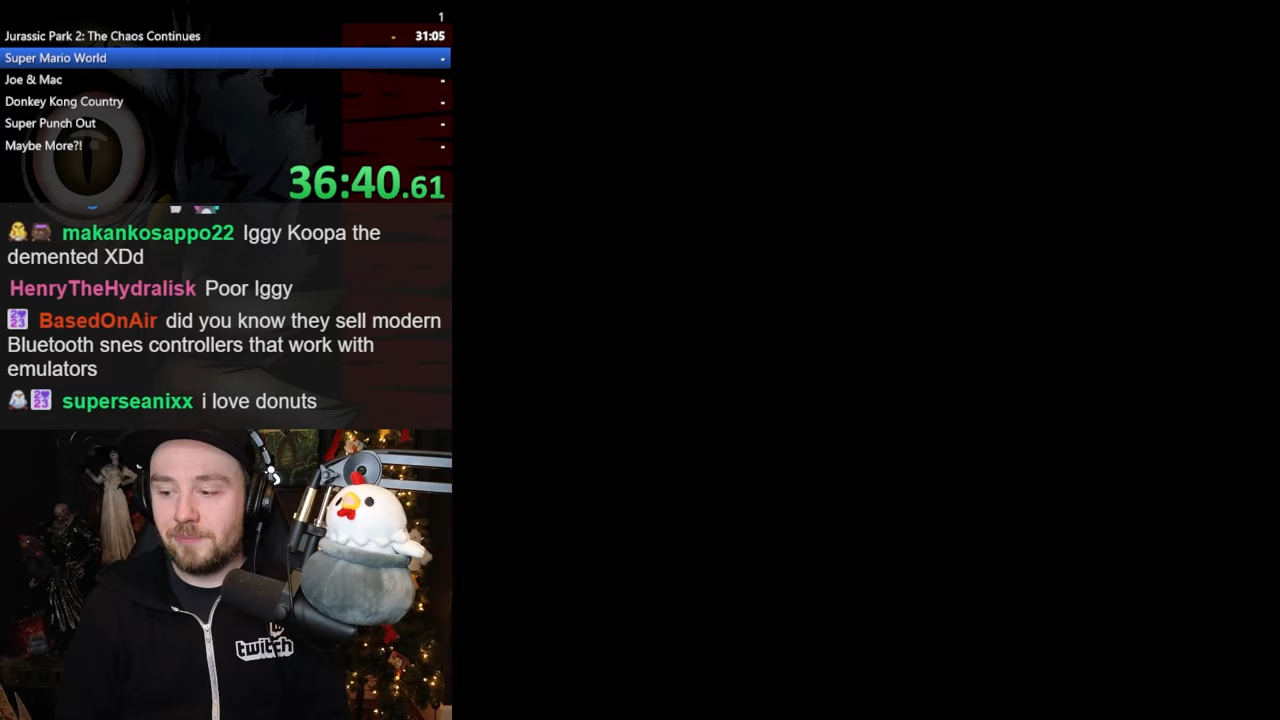 1
Jurassic Park 2: The Chaos Continues - 31:05
Super Mario World -
Joe & Mac -
Donkey Kong Country -
Super Punch Out -
Maybe More?! -
36:40.61
makankosappo22 Iggy Koopa the
demented XDd
HenryTheHydralisk Poor Iggy
BasedOnAir did you know they sell modern
Bluetooth snes controllers that work with
emulators
superseanixx i love donuts
twitch